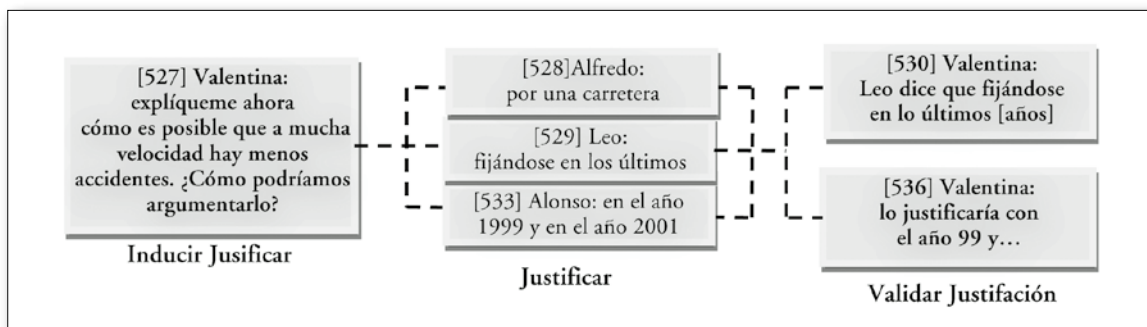 [527] Valentina:
explíqueme ahora
cómo es posible que a mucha
velocidad hay menos
accidentes. ¿Cómo podríamos
argumentarlo?
Inducir Jusificar
[528]Alfredo:
por una carretera
[529] Leo:
fijándose en los últimos
[533] Alonso: en el año
1999 y en el año 2001
Justificar
[530] Valentina:
Leo dice que fijándose
en lo últimos [años]
[536] Valentina:
lo justificaría con
el año 99 y…
Validar Justifación